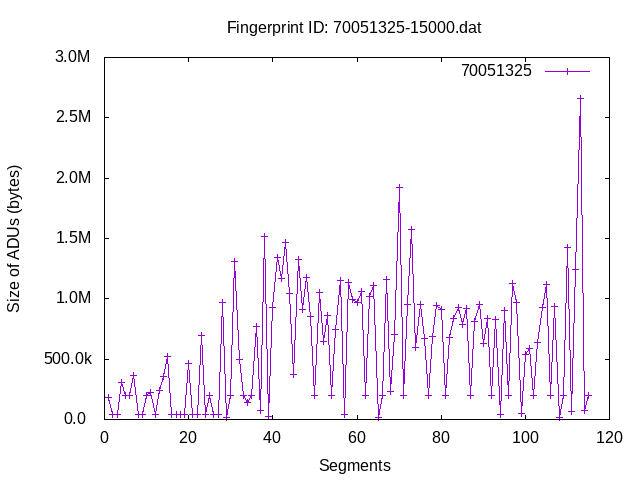 Fingerprint ID: 70051325-15000.dat
3.0M
70051325
2.5M
2.0M
Size of ADUs (bytes)
1.5M
1.0M
500.0k
0.0
0 20 40 60 80 100 120
Segments